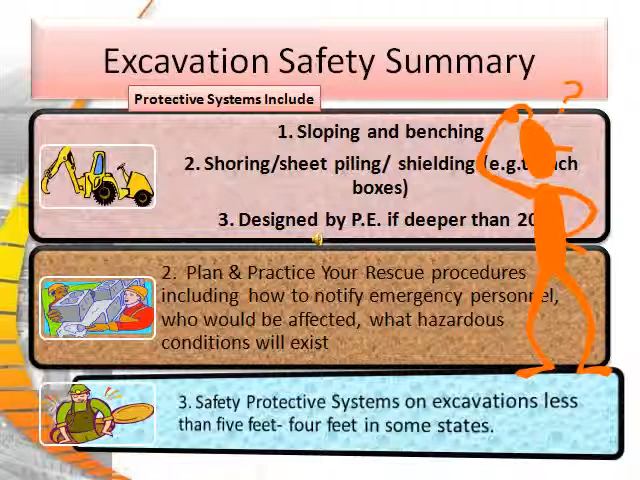 Excavation Safety Summary
Protective Systems Include
1. Sloping and benching
2. Shoring/sheet piling/ shielding (e.g.
boxes)
3. Designed by P.E. if deeper than 20
?
2. Plan & Practice Your Rescue procedures
including how to notify emergency personnel,
who would be affected, what hazardous
conditions will exist
3. Safety Protective Systems on excavations less
than five feet- four feet in some states.